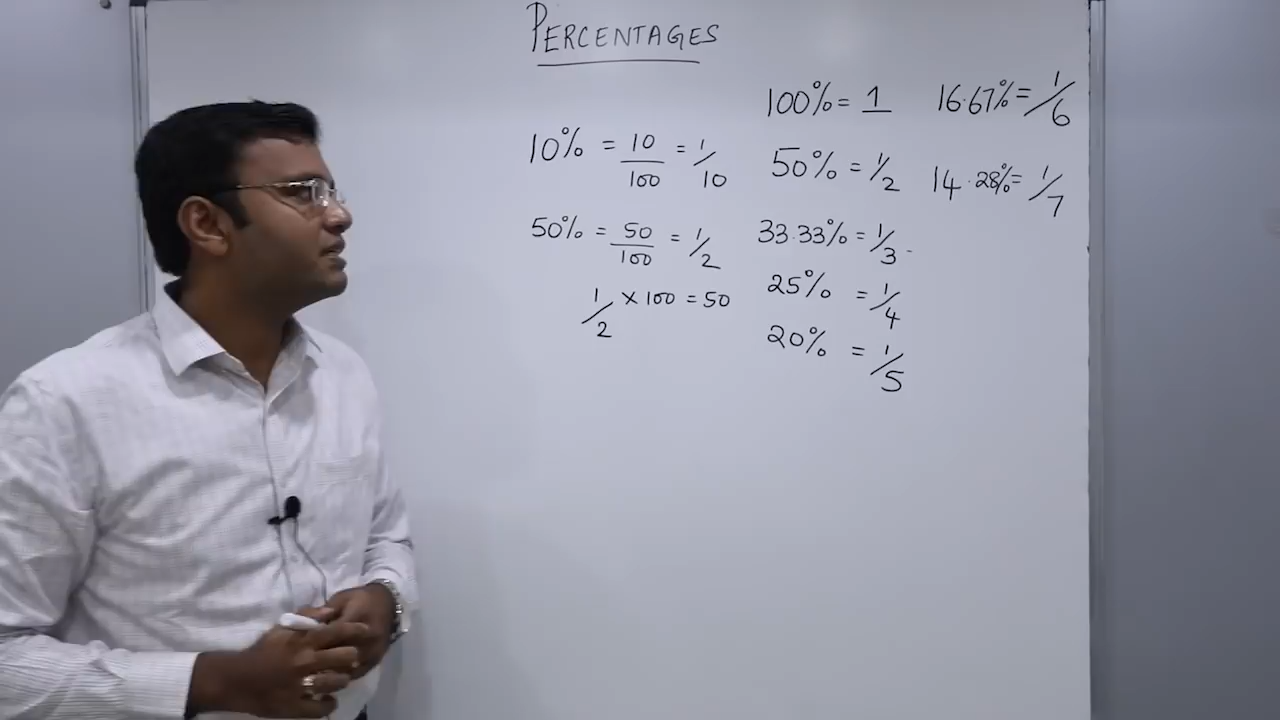 PERCENTAGES
10% = 10/100 = 1/10
50% = 50/100 = 1/2
1/2 × 100 = 50
100% = 1
50% = 1/2
33.33% = 1/3
25% = 1/4
20% = 1/5
16.67% = 1/6
14.28% = 1/7